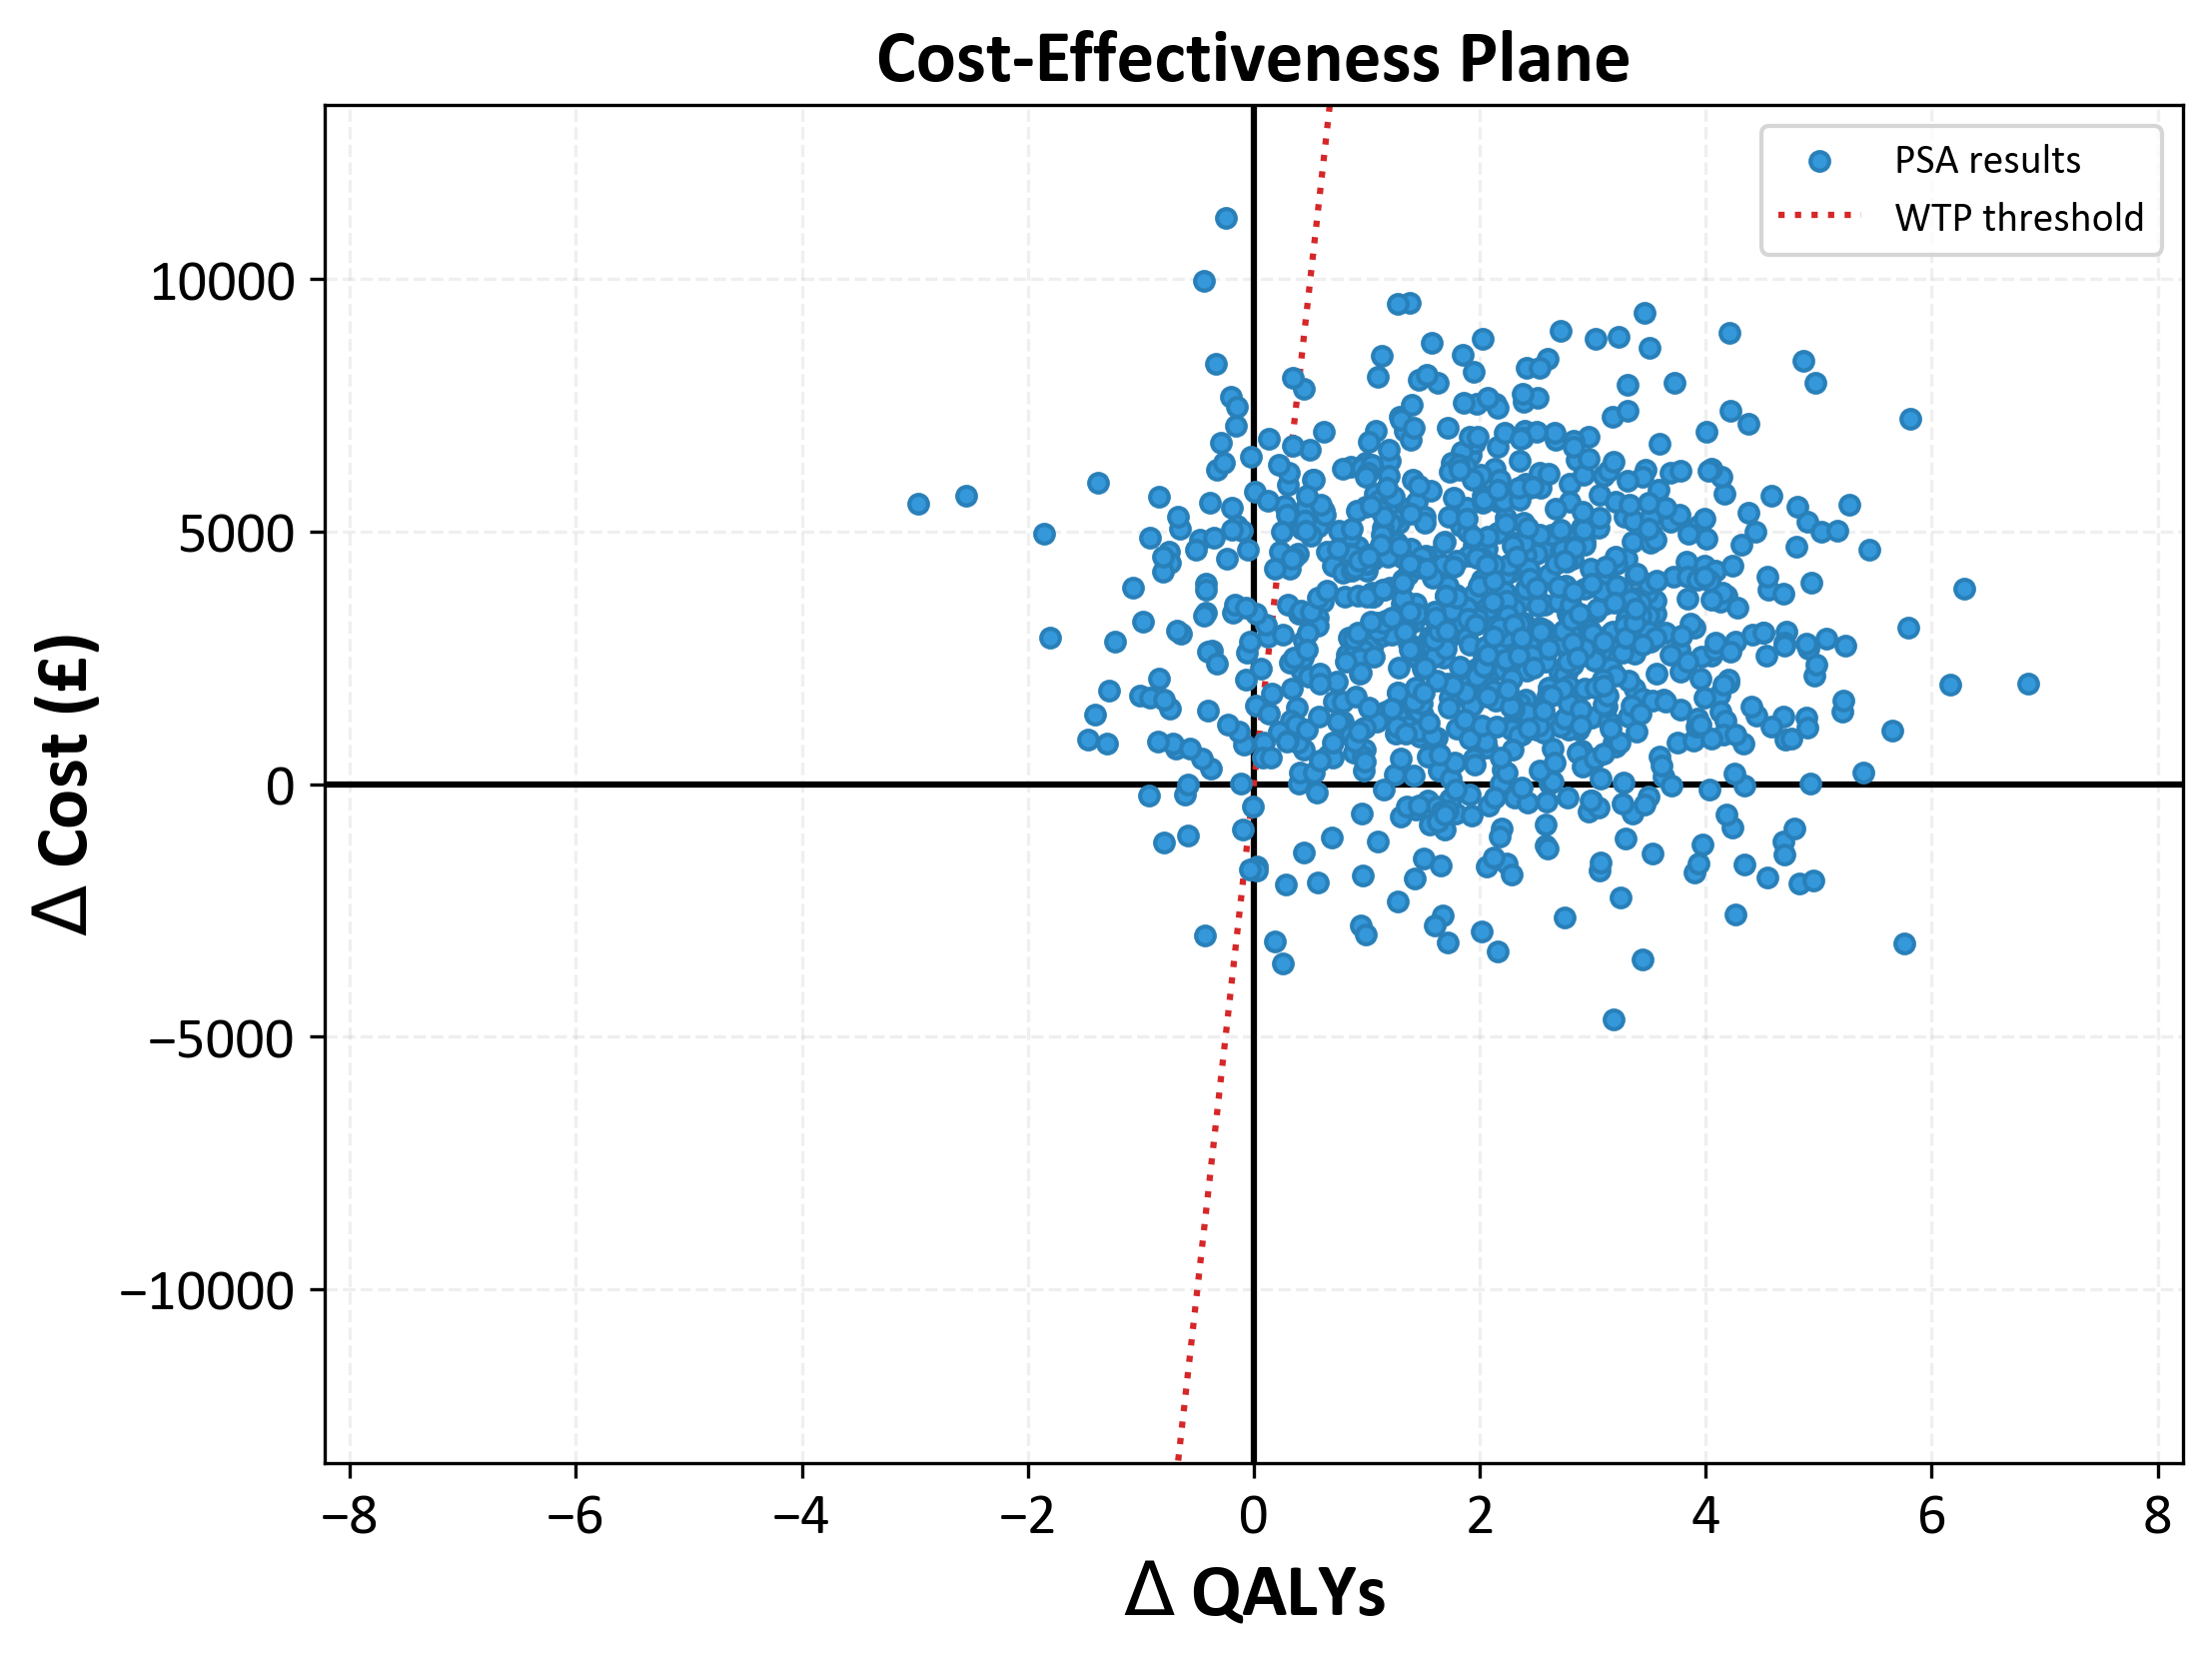 Cost-Effectiveness Plane
PSA results
WTP threshold
Δ Cost (£)
10000
5000
0
−5000
−10000
−8 −6 −4 −2 0 2 4 6 8
Δ QALYs